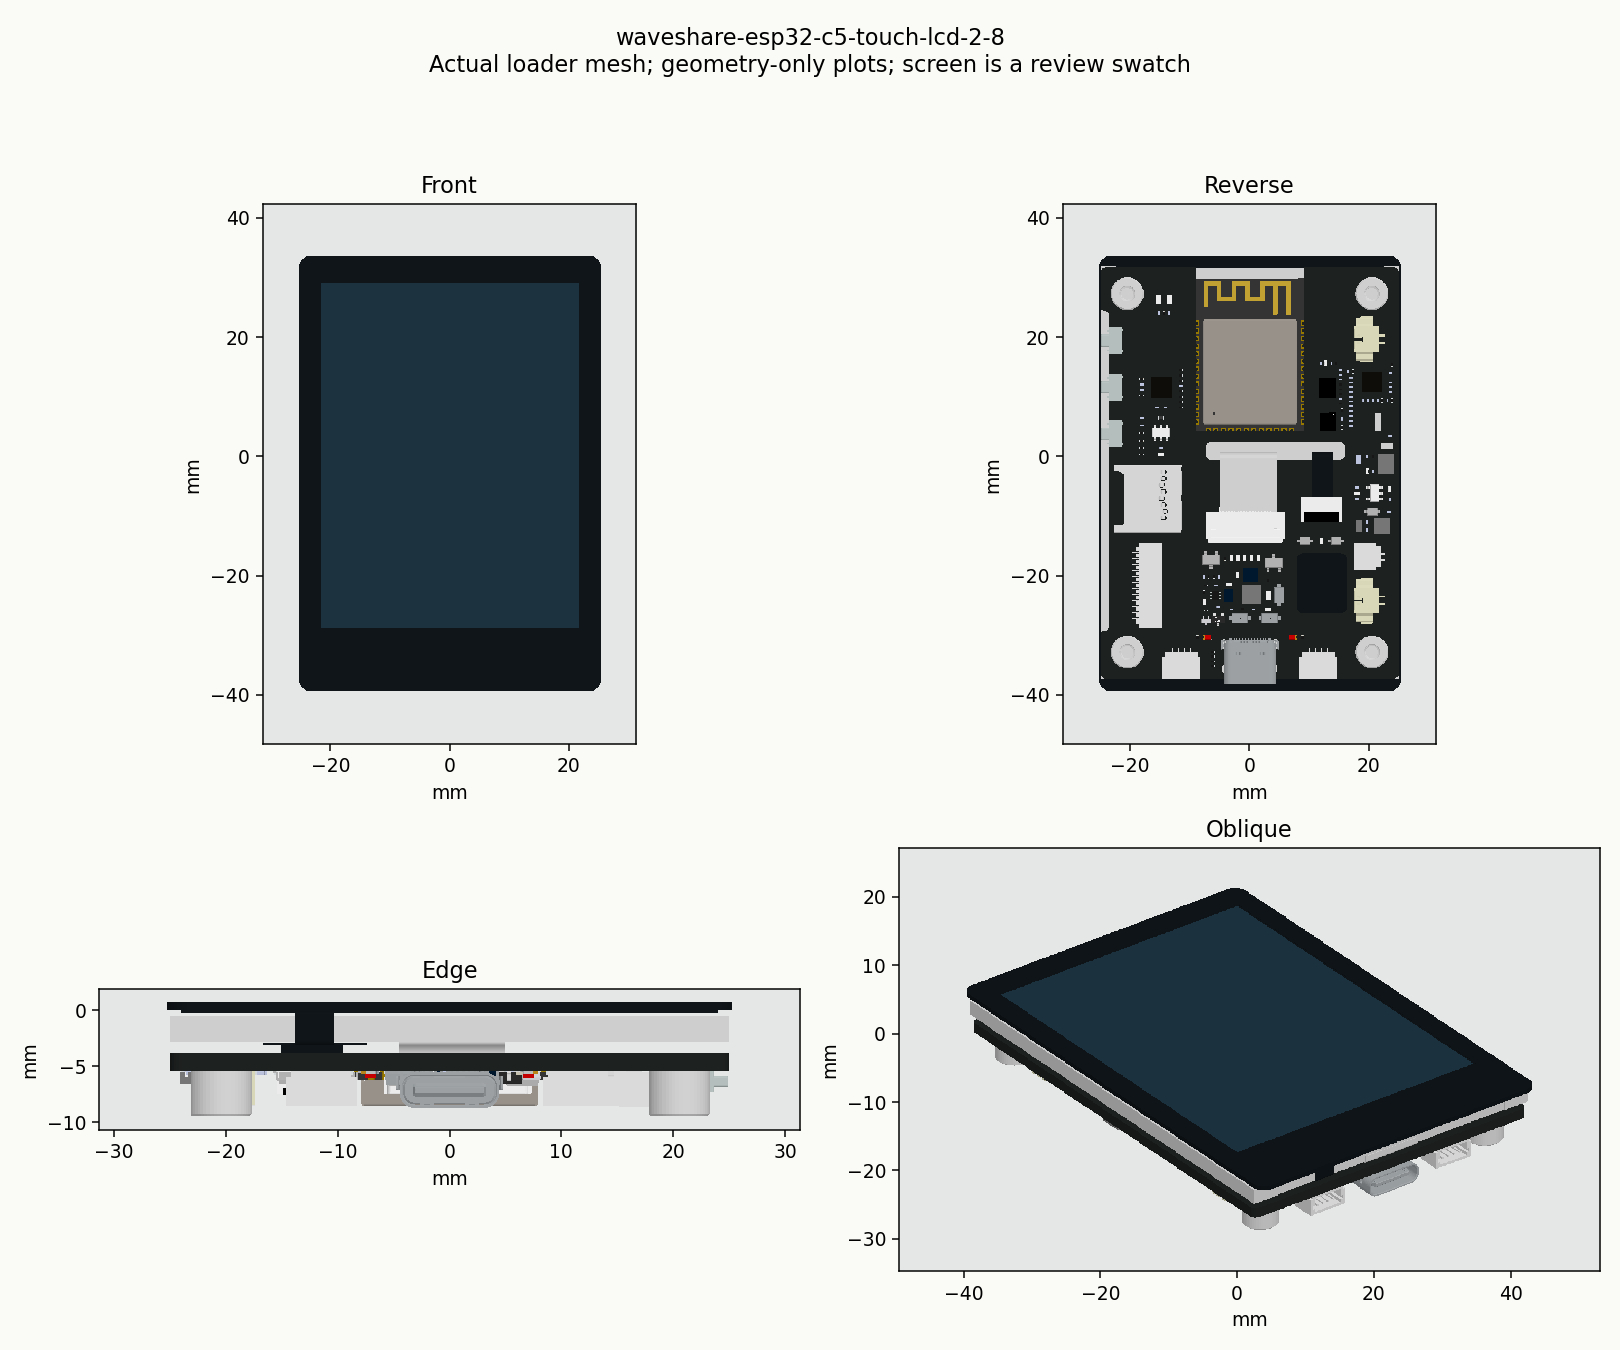 waveshare-esp32-c5-touch-lcd-2-8
Actual loader mesh; geometry-only plots; screen is a review swatch
Front
40
20
0
−20
−40
mm
−20 0 20
mm
Reverse
40
20
0
−20
−40
mm
−20 0 20
mm
Edge
0
−5
−10
mm
−30 −20 −10 0 10 20 30
mm
Oblique
20
10
0
−10
−20
−30
mm
−40 −20 0 20 40
mm